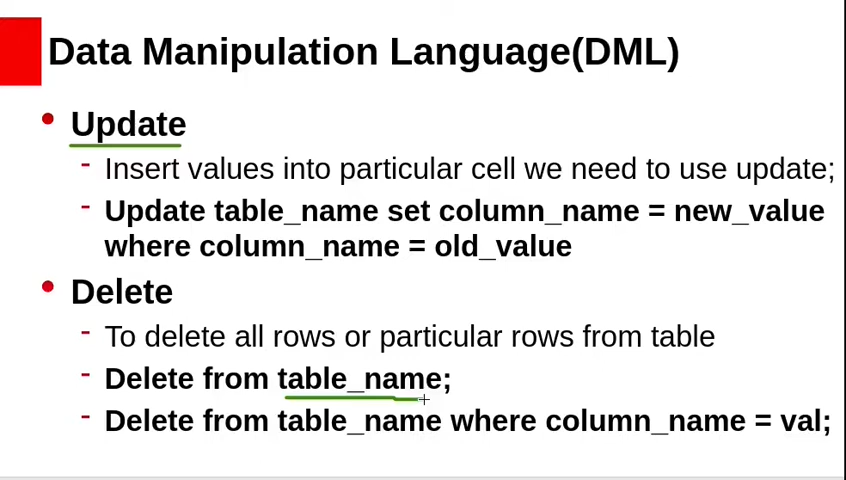 Data Manipulation Language(DML)
• Update
- Insert values into particular cell we need to use update;
- Update table_name set column_name = new_value
where column_name = old_value
• Delete
- To delete all rows or particular rows from table
- Delete from table_name;
- Delete from table_name where column_name = val;